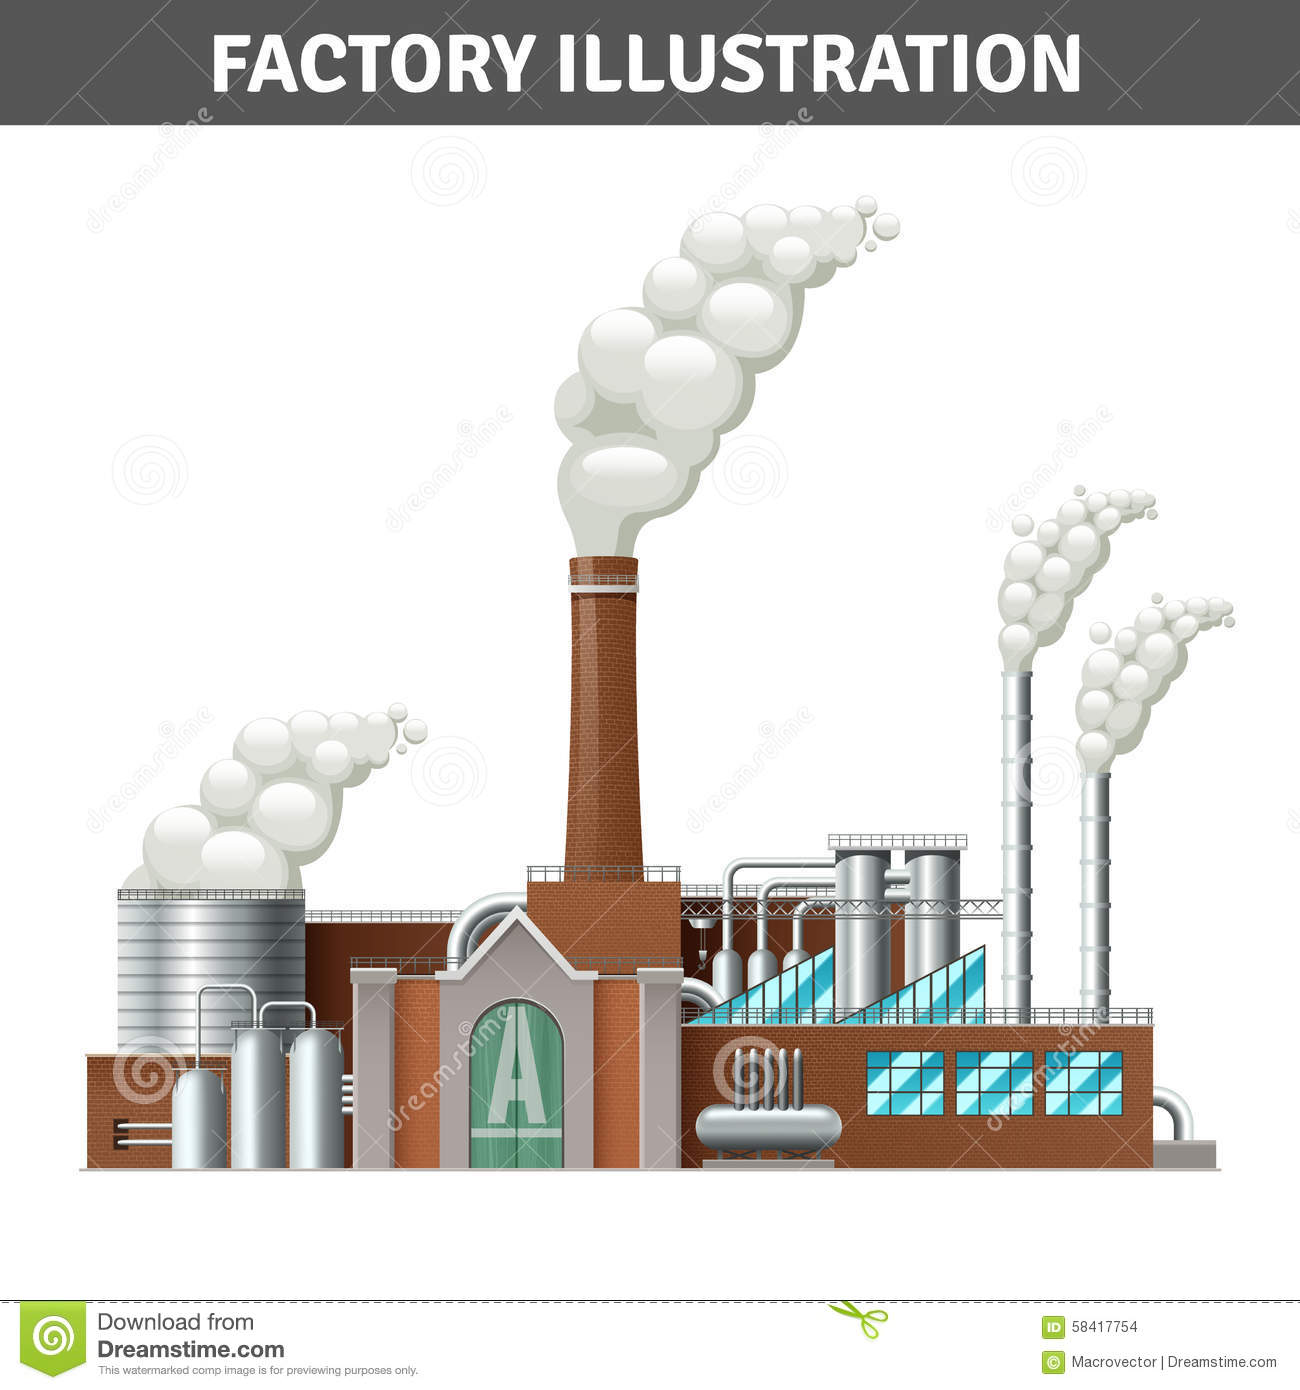 FACTORY ILLUSTRATION
dreamstime
A
Download from
Dreamstime.com
This watermarked comp image is for previewing purposes only.
ID 58417754
© Macrovector | Dreamstime.com